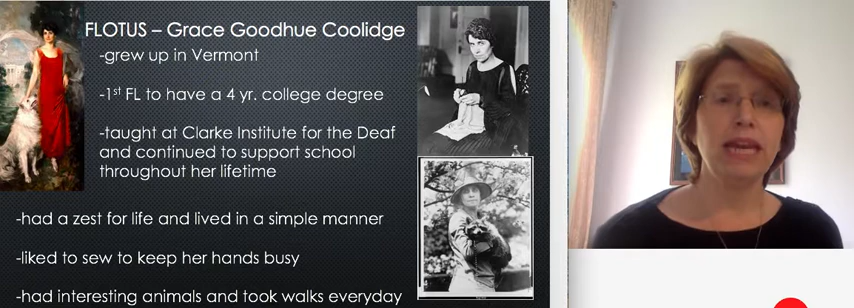 FLOTUS – Grace Goodhue Coolidge
-grew up in Vermont
-1st FL to have a 4 yr. college degree
-taught at Clarke Institute for the Deaf
and continued to support school
throughout her lifetime
-had a zest for life and lived in a simple manner
-liked to sew to keep her hands busy
-had interesting animals and took walks everyday